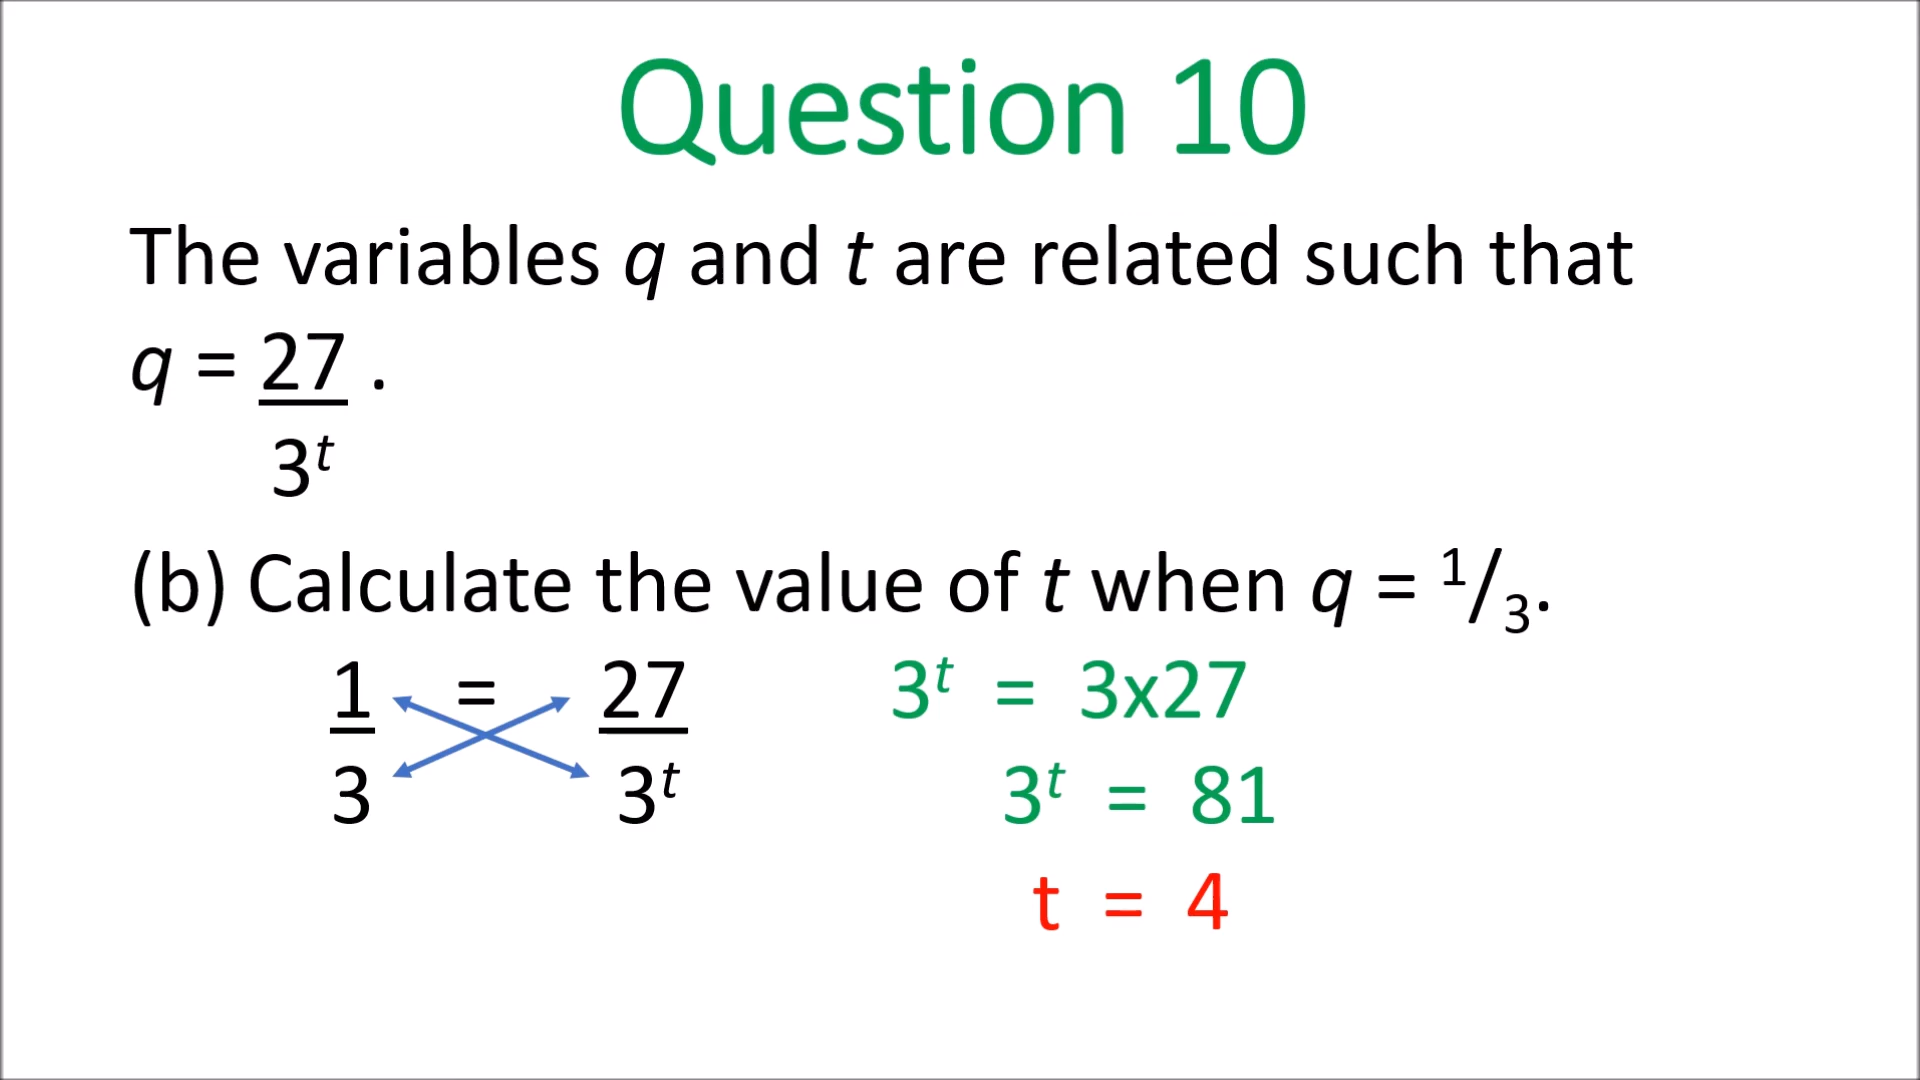 Question 10
The variables q and t are related such that
q = 27 .
3ᵗ
(b) Calculate the value of t when q = ¹/₃.
1 = 27 3ᵗ = 3x27
3 3ᵗ 3ᵗ = 81
t = 4